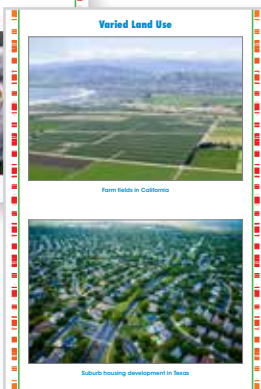 Varied Land Use
Farm fields in California
Suburb housing development in Texas